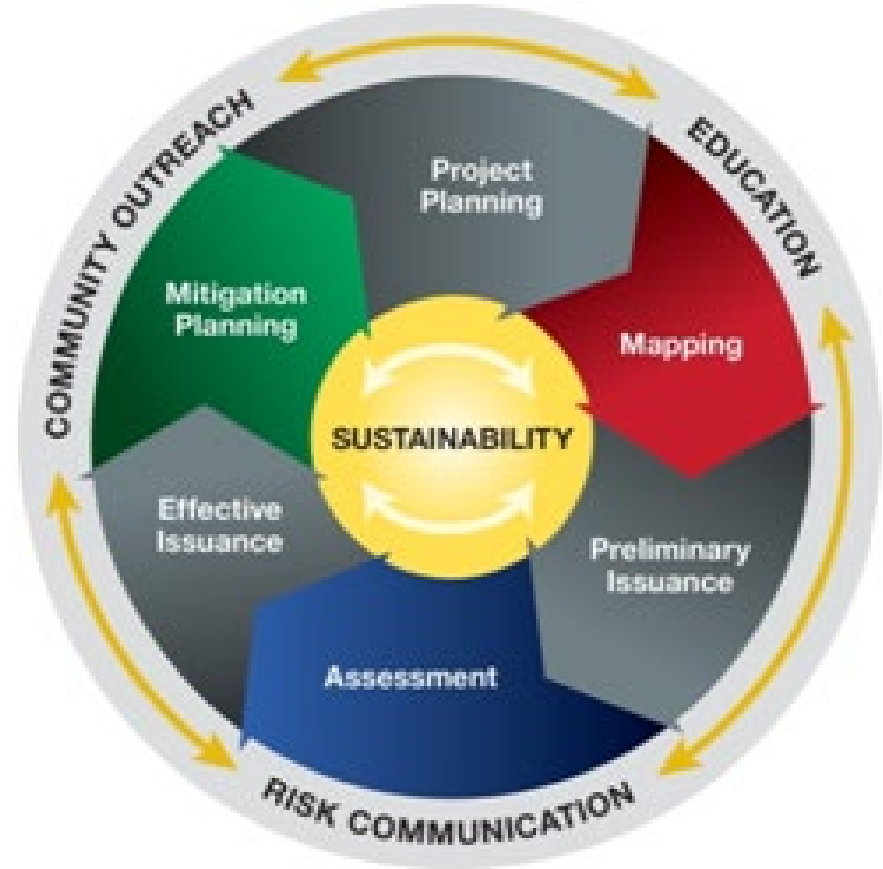 COMMUNITY OUTREACH
EDUCATION
Project
Planning
Mitigation
Planning
Mapping
SUSTAINABILITY
Effective
Issuance
Preliminary
Issuance
Assessment
RISK COMMUNICATION